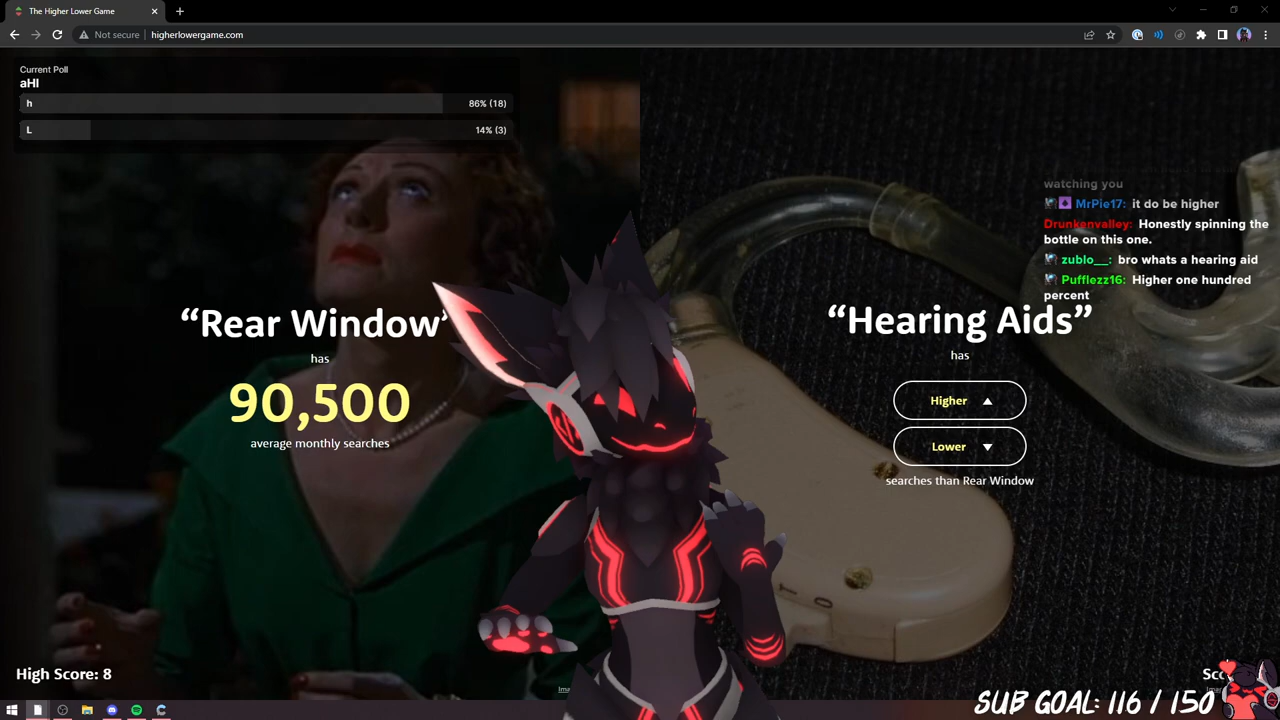 The Higher Lower Game
Not secure
higherlowergame.com
Current Poll
aHI
h 86% (18)
L 14% (3)
watching you
MrPie17: it do be higher
Drunkenvalley: Honestly spinning the
bottle on this one.
zublo__: bro whats a hearing aid
Pufflezz16: Higher one hundred
percent
“Rear Window”
has
90,500
average monthly searches
“Hearing Aids”
has
Higher
Lower
searches than Rear Window
High Score: 8
SUB GOAL: 116 / 150